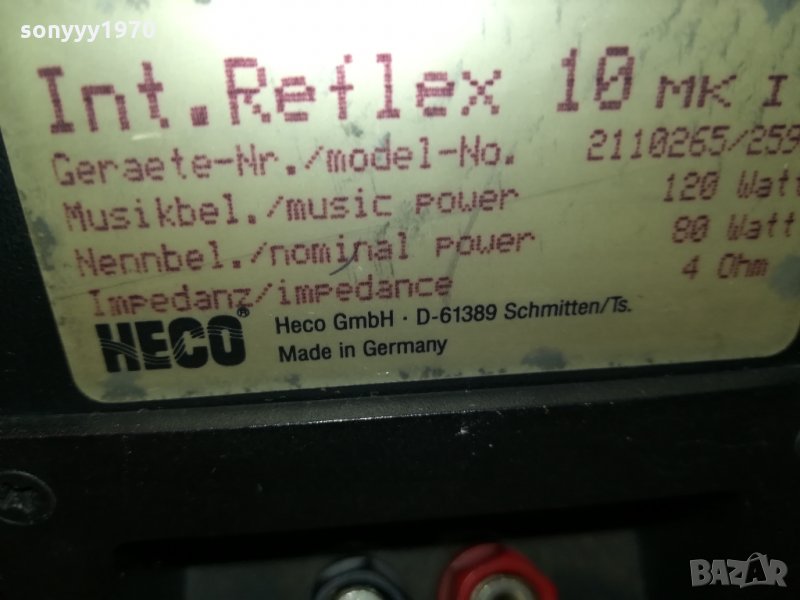 sonyyy1970
Int.Reflex 10 MK I
Geraete-Nr./model-No. 2110265/259
Musikbel./music power 120 Watt
Nennbel./nominal power 80 Watt
Impedanz/impedance 4 Ohm
HECO® Heco GmbH · D-61389 Schmitten/Ts.
Made in Germany
BAZAR